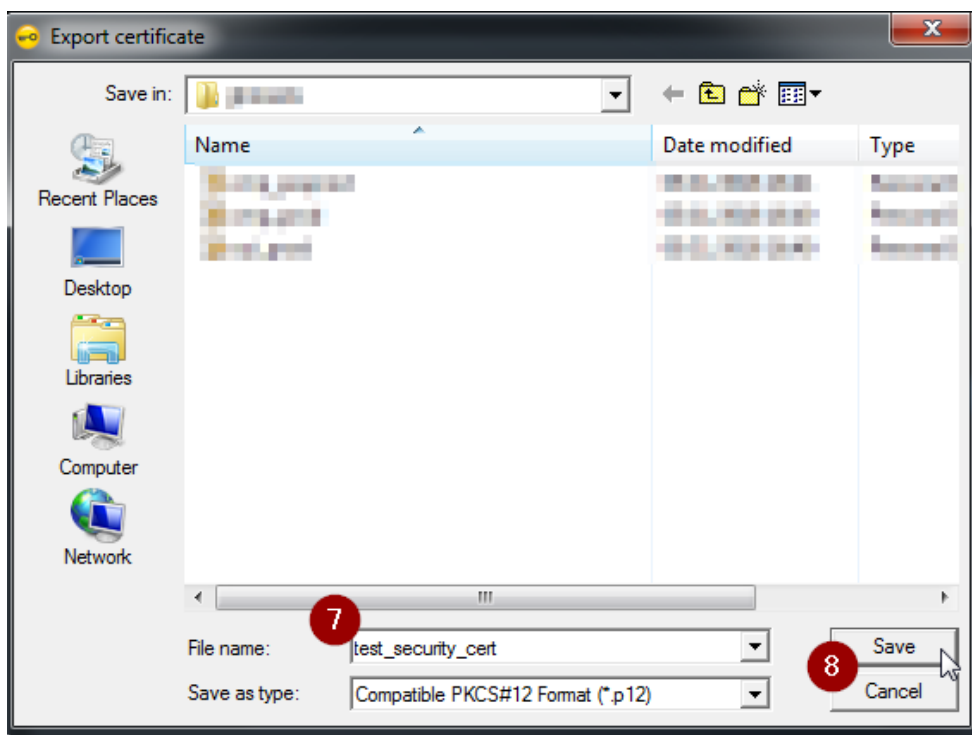 Export certificate
Save in:
Name Date modified Type
Recent Places
Desktop
Libraries
Computer
Network
7
File name: test_security_cert Save
8
Save as type: Compatible PKCS#12 Format (*.p12) Cancel